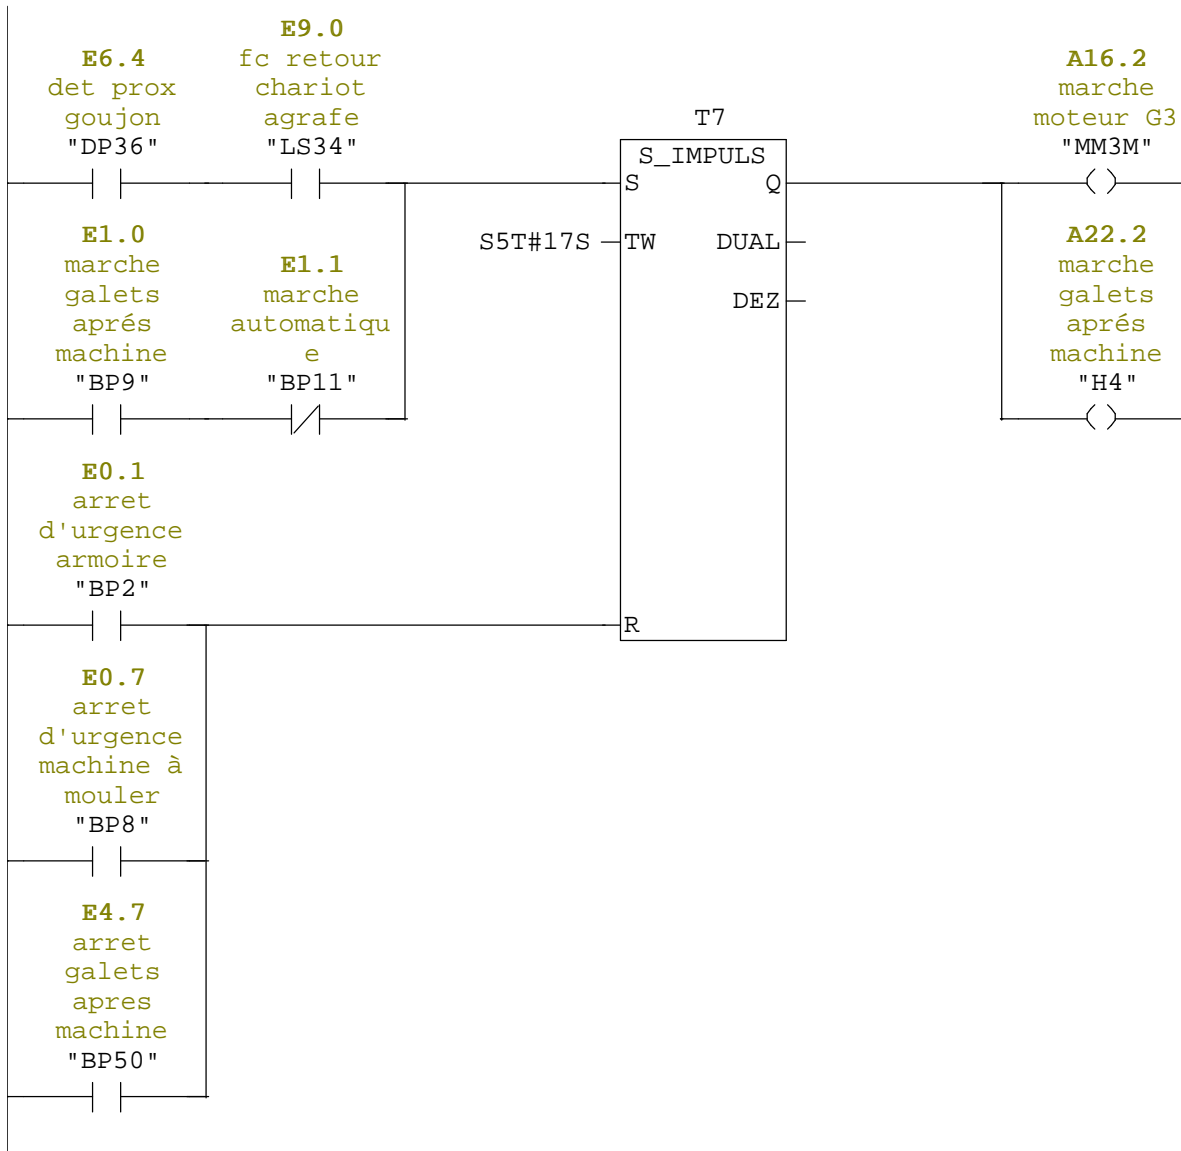 E9.0
fc retour
chariot
agrafe
"LS34"
E6.4
det prox
goujon
"DP36"
A16.2
marche
moteur G3
"MM3M"
T7
S_IMPULS
S
Q
S5T#17S
TW
DUAL
DEZ
E1.0
marche
galets
aprés
machine
"BP9"
E1.1
marche
automatiqu
e
"BP11"
A22.2
marche
galets
aprés
machine
"H4"
E0.1
arret
d'urgence
armoire
"BP2"
R
E0.7
arret
d'urgence
machine à
mouler
"BP8"
E4.7
arret
galets
apres
machine
"BP50"